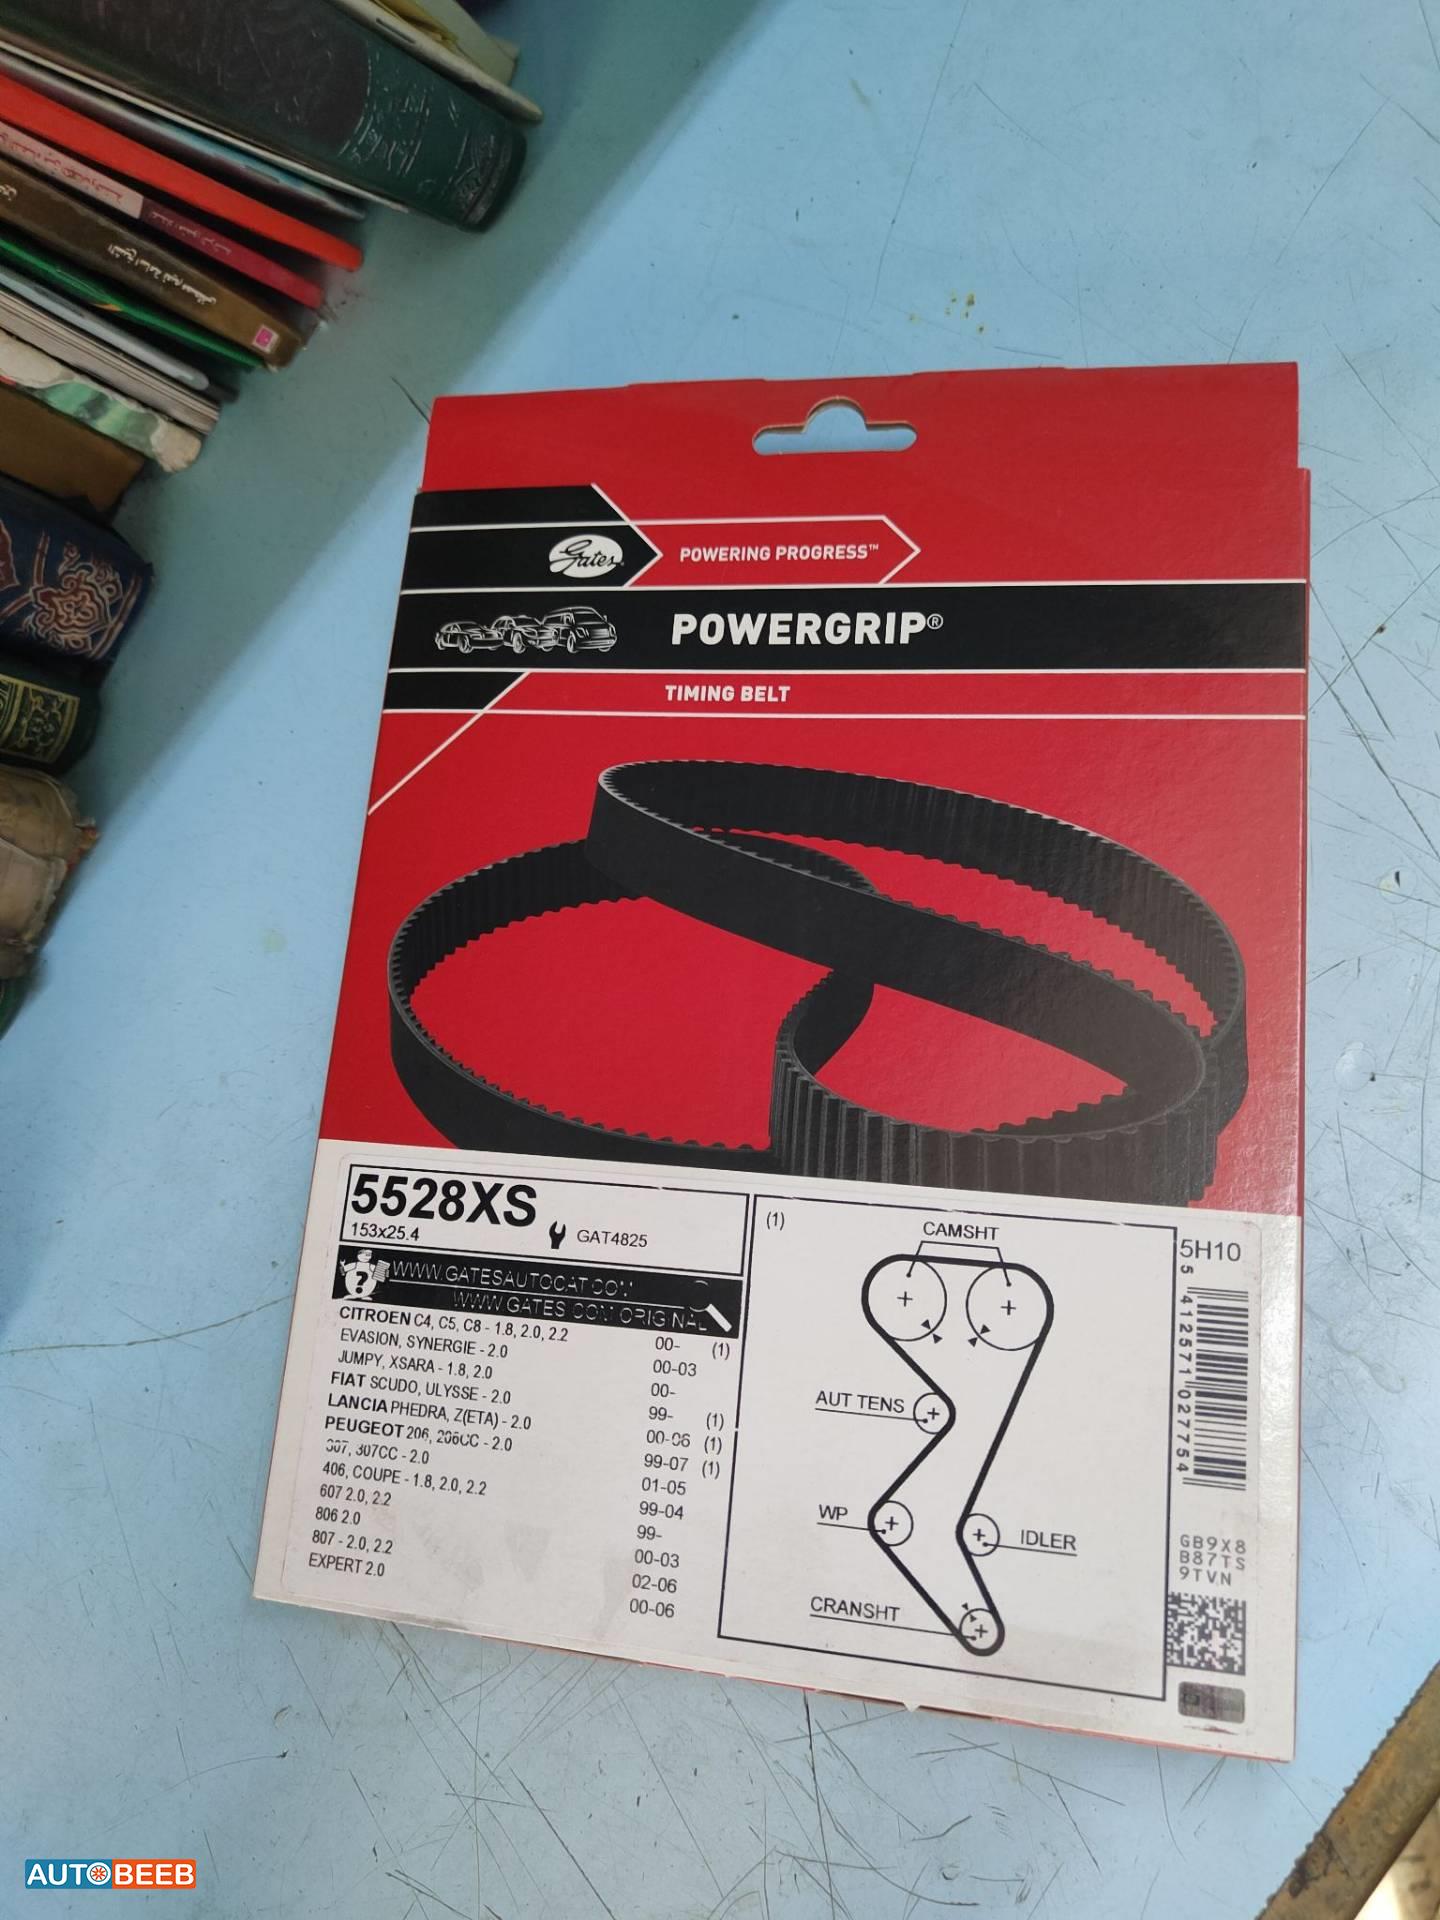 الشيخ أسامة نعيم مصطفى
Gates
POWERING PROGRESS™
POWERGRIP®
TIMING BELT
5528XS
153x25.4
GAT4825
WWW.GATESAUTOCAT.COM
WWW.GATES.COM/ORIGINAL
CITROEN C4, C5, C8 - 1.8, 2.0, 2.2 00- (1)
EVASION, SYNERGIE - 2.0 00-03
JUMPY, XSARA - 1.8, 2.0 00-
FIAT SCUDO, ULYSSE - 2.0 99- (1)
LANCIA PHEDRA, Z(ETA) - 2.0 00-06 (1)
PEUGEOT 206, 206CC - 2.0 99-07 (1)
307, 307CC - 2.0 01-05
406, COUPE - 1.8, 2.0, 2.2 99-04
607 2.0, 2.2 99-
806 2.0 00-03
807 - 2.0, 2.2 02-06
EXPERT 2.0 00-06
(1)
CAMSHT
AUT TENS
WP
IDLER
CRANSHT
5H10
5 412571 027754
GB9X8
B87TS
9TVN
AUTOBEEB